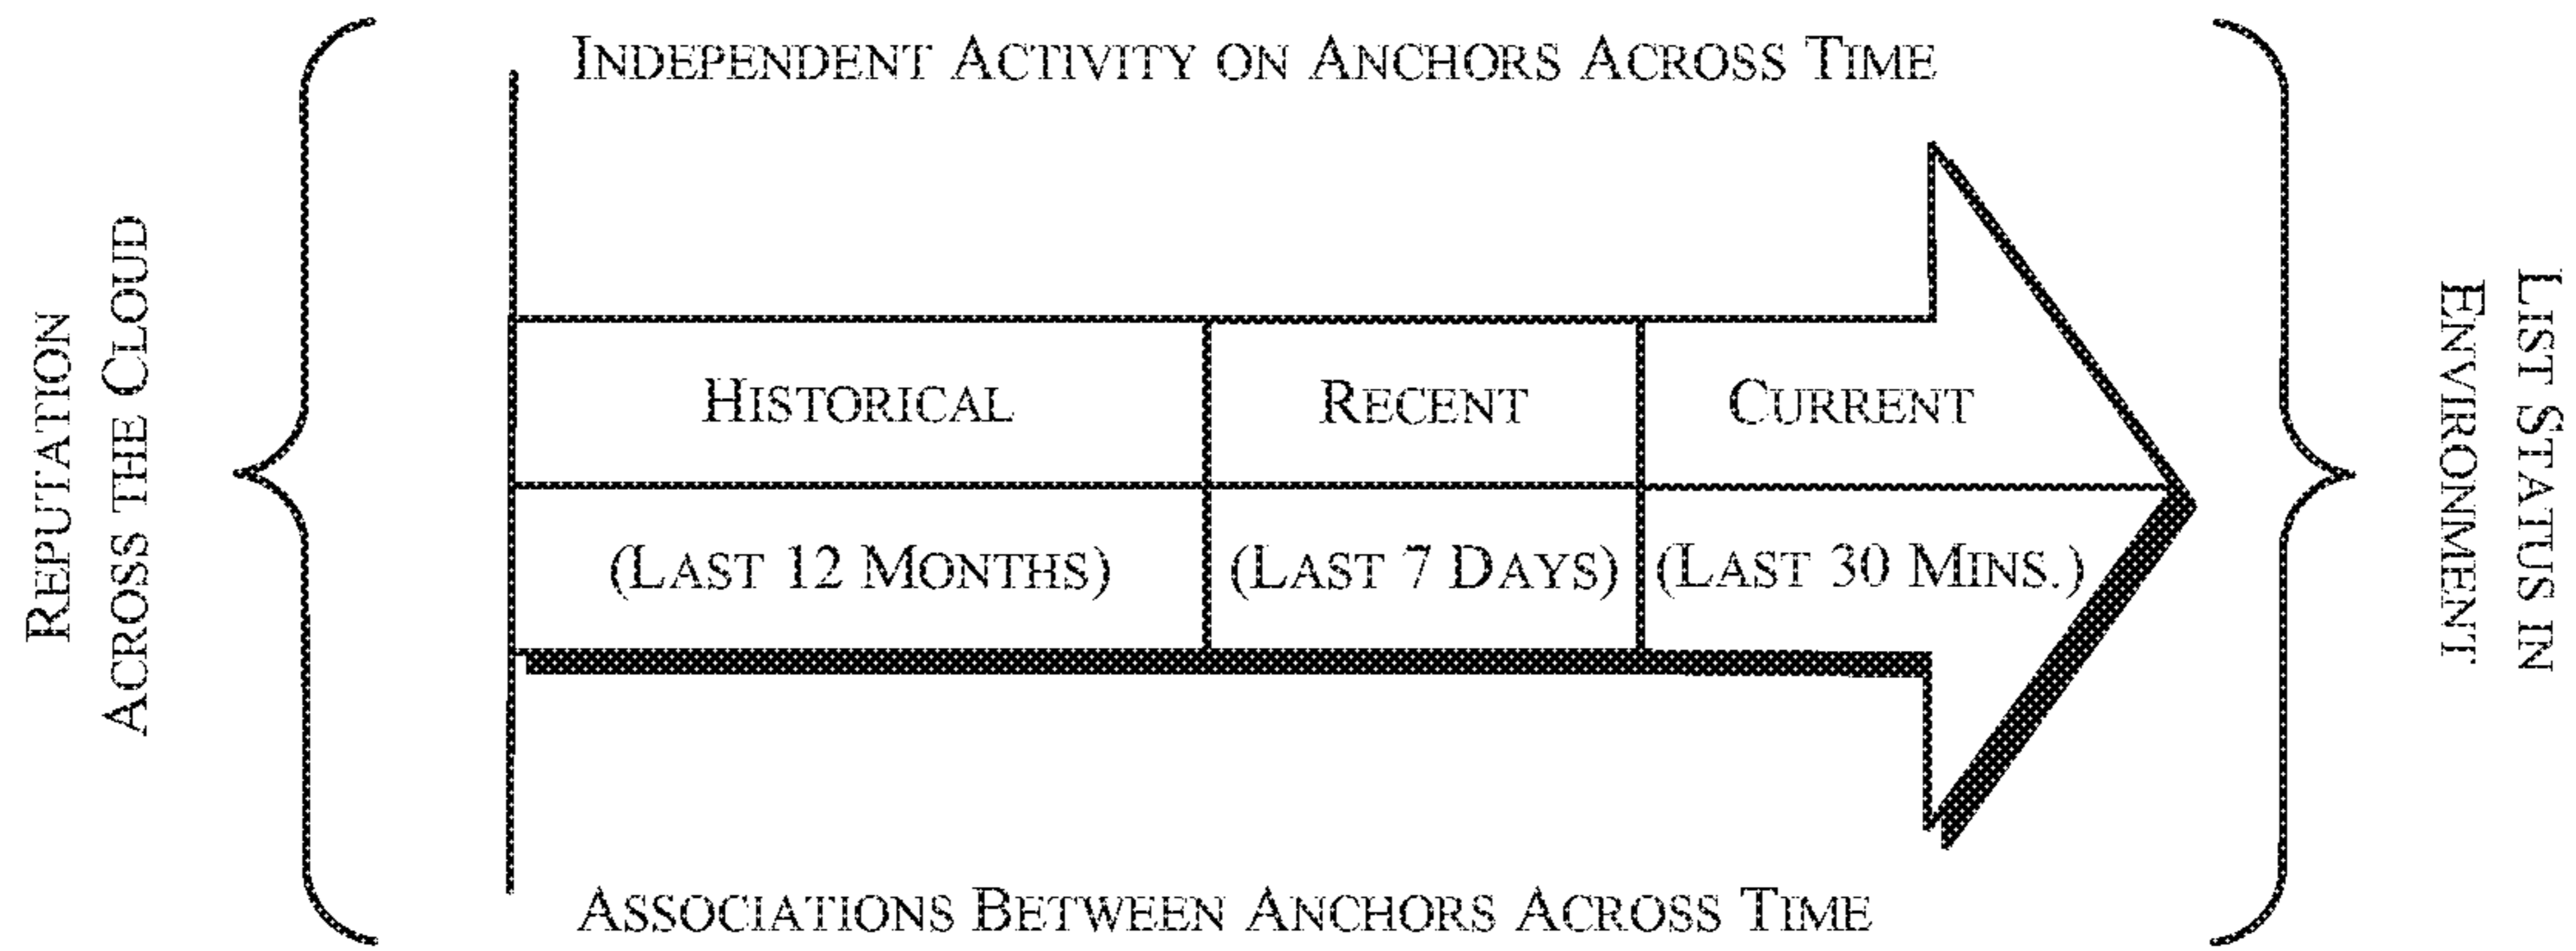 INDEPENDENT ACTIVITY ON ANCHORS ACROSS TIME
REPUTATION
ACROSS THE CLOUD
HISTORICAL
RECENT
CURRENT
(LAST 12 MONTHS)
(LAST 7 DAYS)
(LAST 30 MINS.)
LIST STATUS IN
ENVIRONMENT
ASSOCIATIONS BETWEEN ANCHORS ACROSS TIME